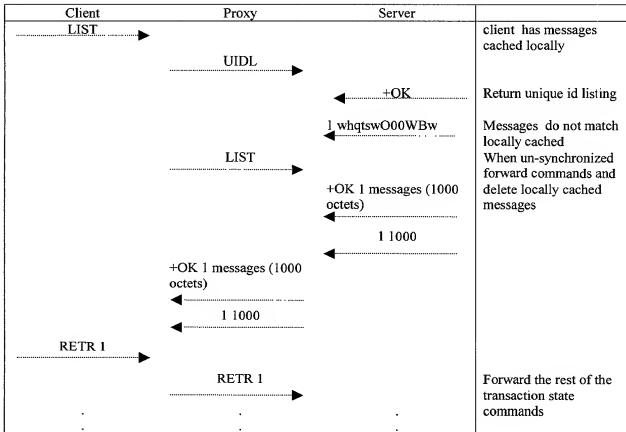 Client Proxy Server
LIST
client has messages
cached locally
UIDL
+OK
Return unique id listing
1 whqtswO00WBw
Messages do not match
locally cached
LIST
When un-synchronized
forward commands and
delete locally cached
messages
+OK 1 messages (1000
octets)
1 1000
+OK 1 messages (1000
octets)
1 1000
RETR 1
RETR 1
Forward the rest of the
transaction state
commands
. . .
. . .